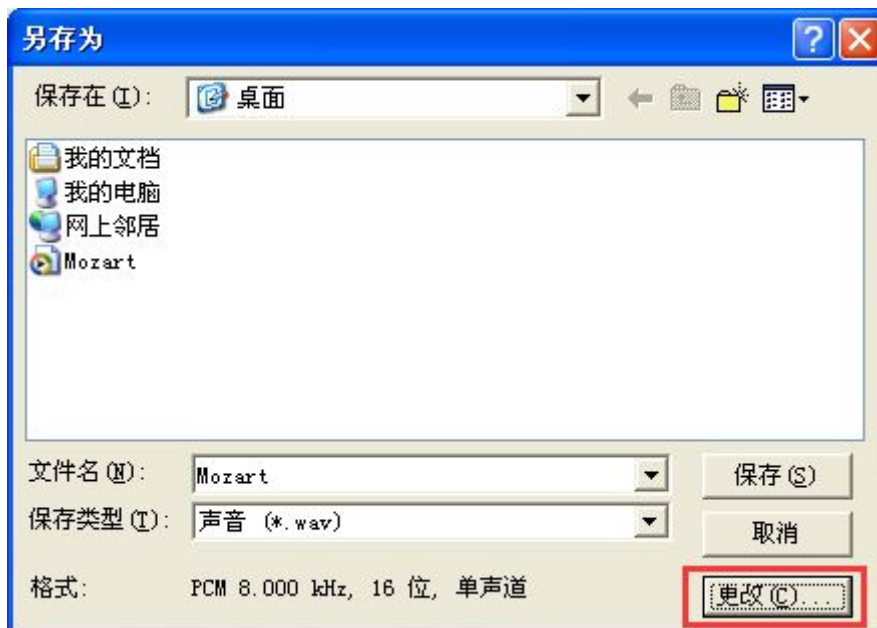 另存为
保存在(I): 桌面
我的文档
我的电脑
网上邻居
Mozart
文件名(N): Mozart 保存(S)
保存类型(T): 声音 (*.wav) 取消
格式: PCM 8.000 kHz, 16 位, 单声道 更改(C)...